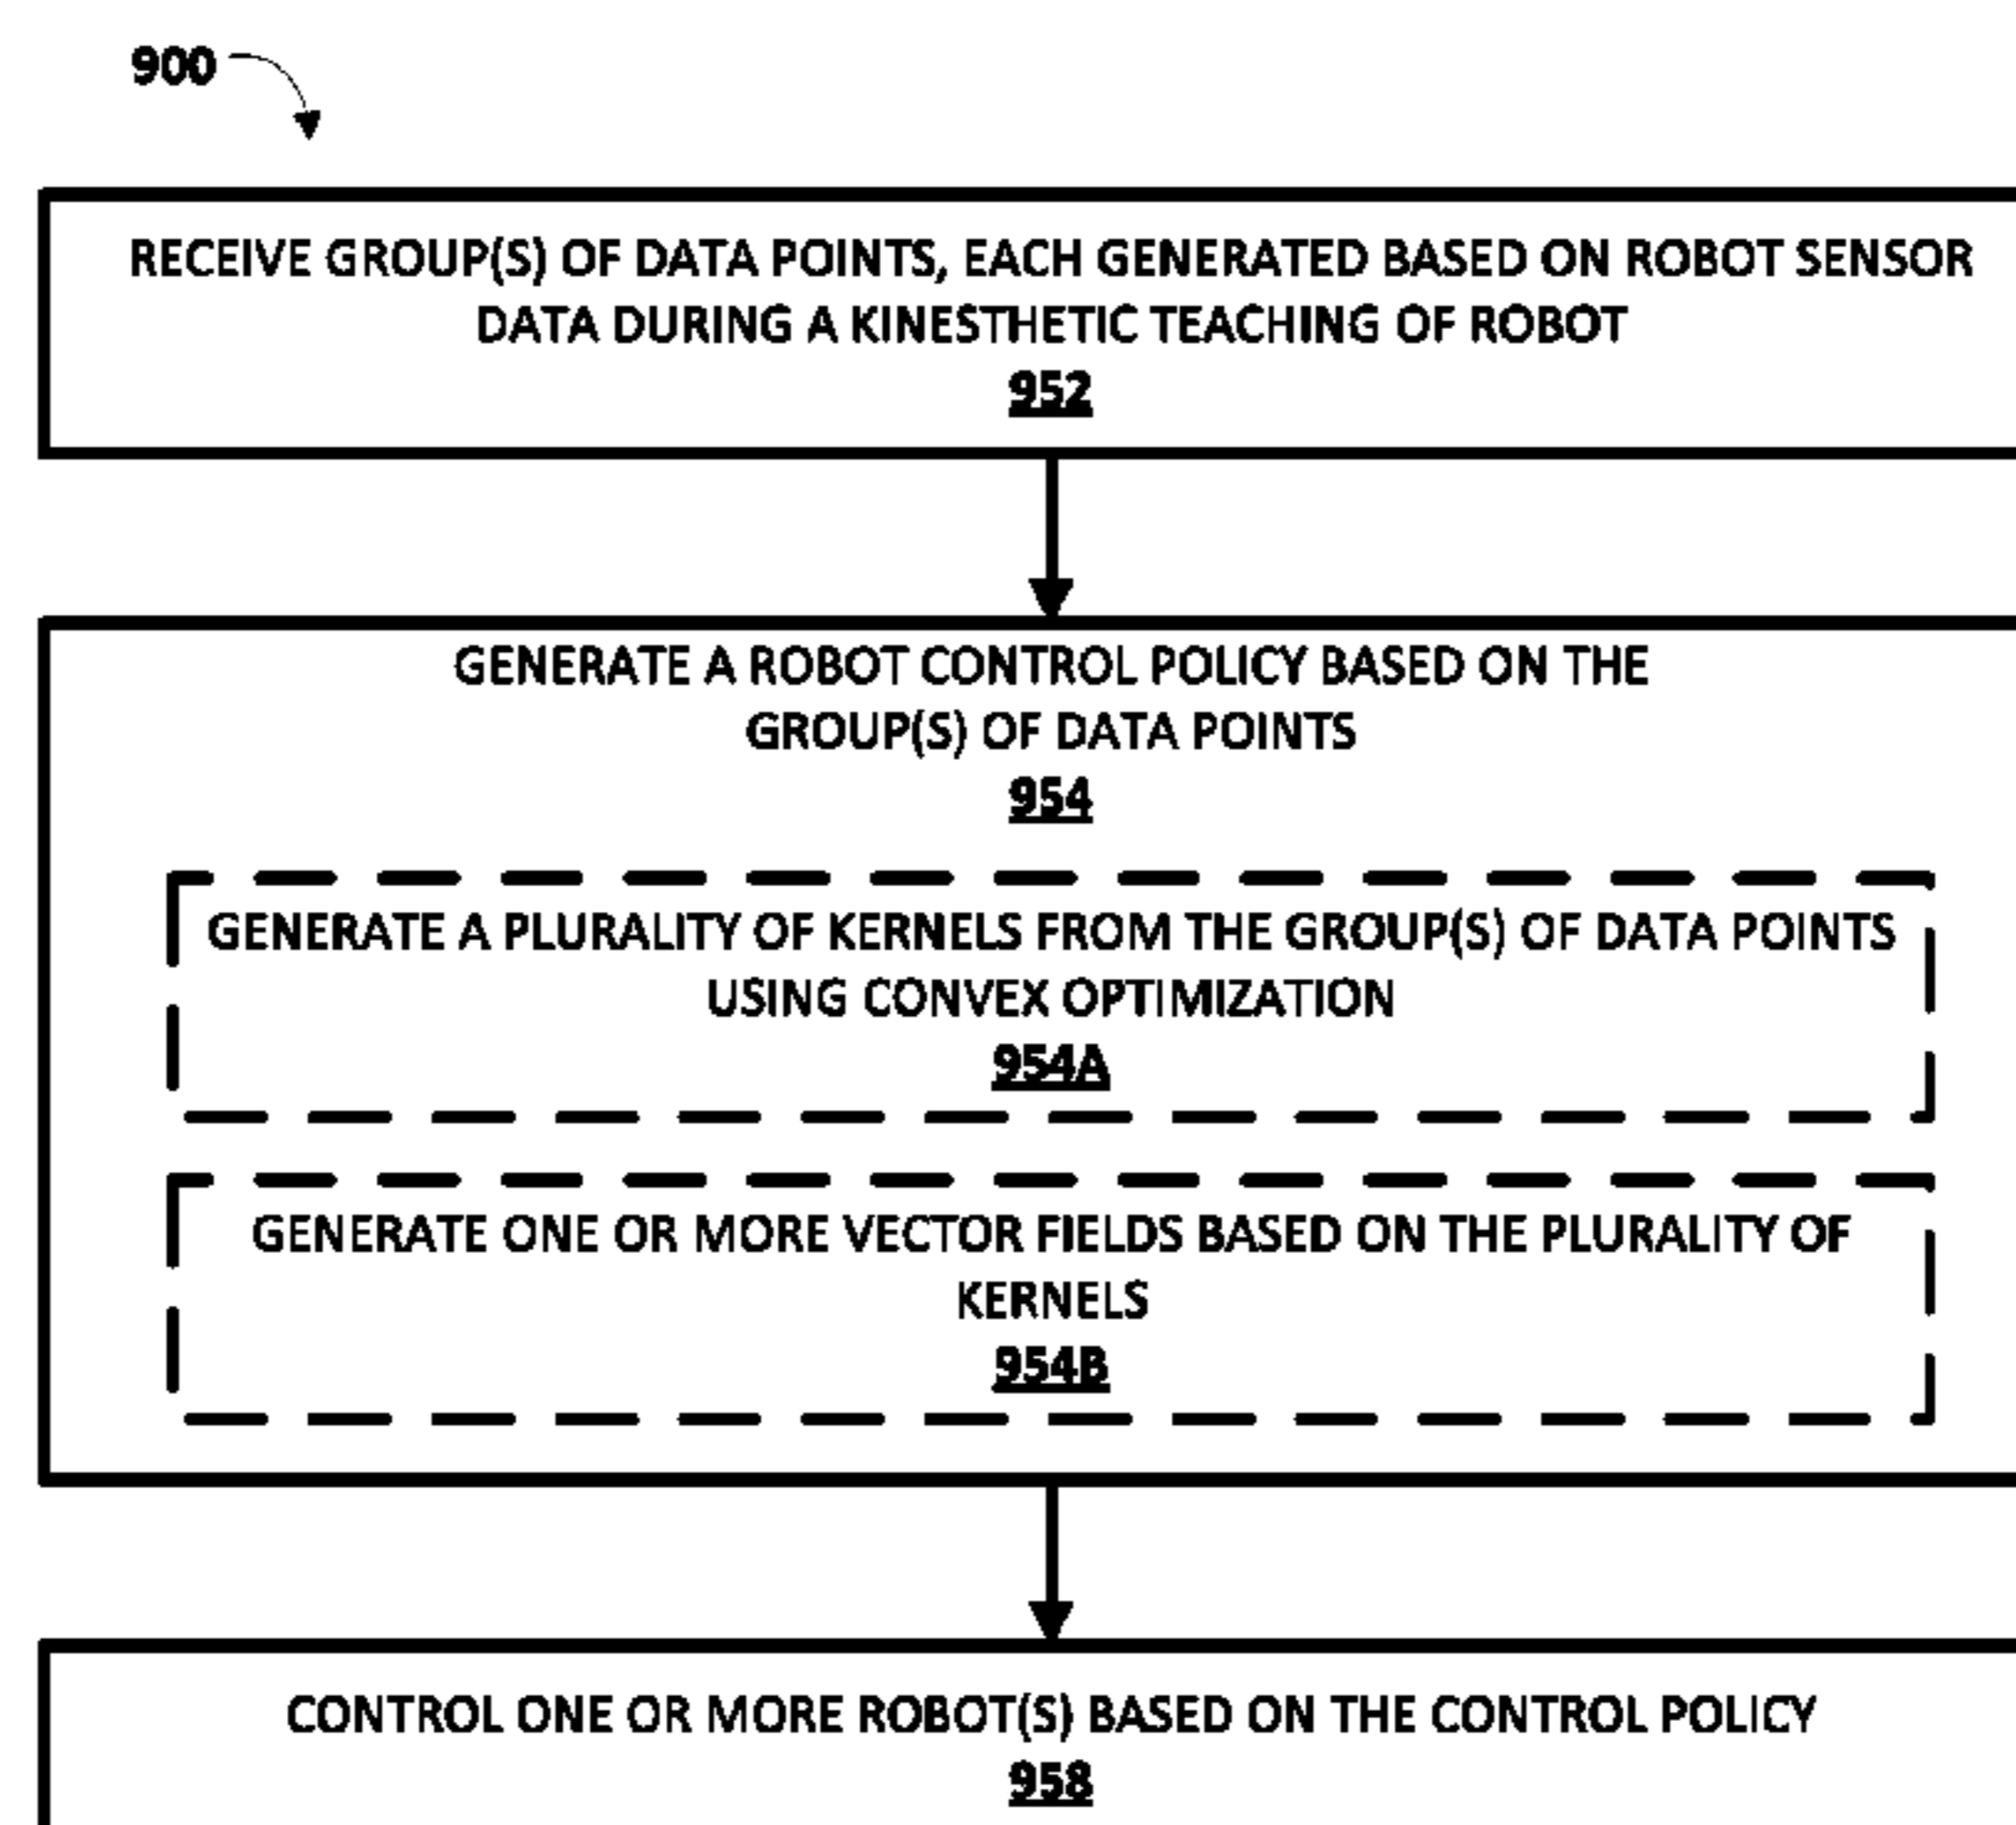 900
RECEIVE GROUP(S) OF DATA POINTS, EACH GENERATED BASED ON ROBOT SENSOR
DATA DURING A KINESTHETIC TEACHING OF ROBOT
952
GENERATE A ROBOT CONTROL POLICY BASED ON THE
GROUP(S) OF DATA POINTS
954
GENERATE A PLURALITY OF KERNELS FROM THE GROUP(S) OF DATA POINTS
USING CONVEX OPTIMIZATION
954A
GENERATE ONE OR MORE VECTOR FIELDS BASED ON THE PLURALITY OF
KERNELS
954B
CONTROL ONE OR MORE ROBOT(S) BASED ON THE CONTROL POLICY
958